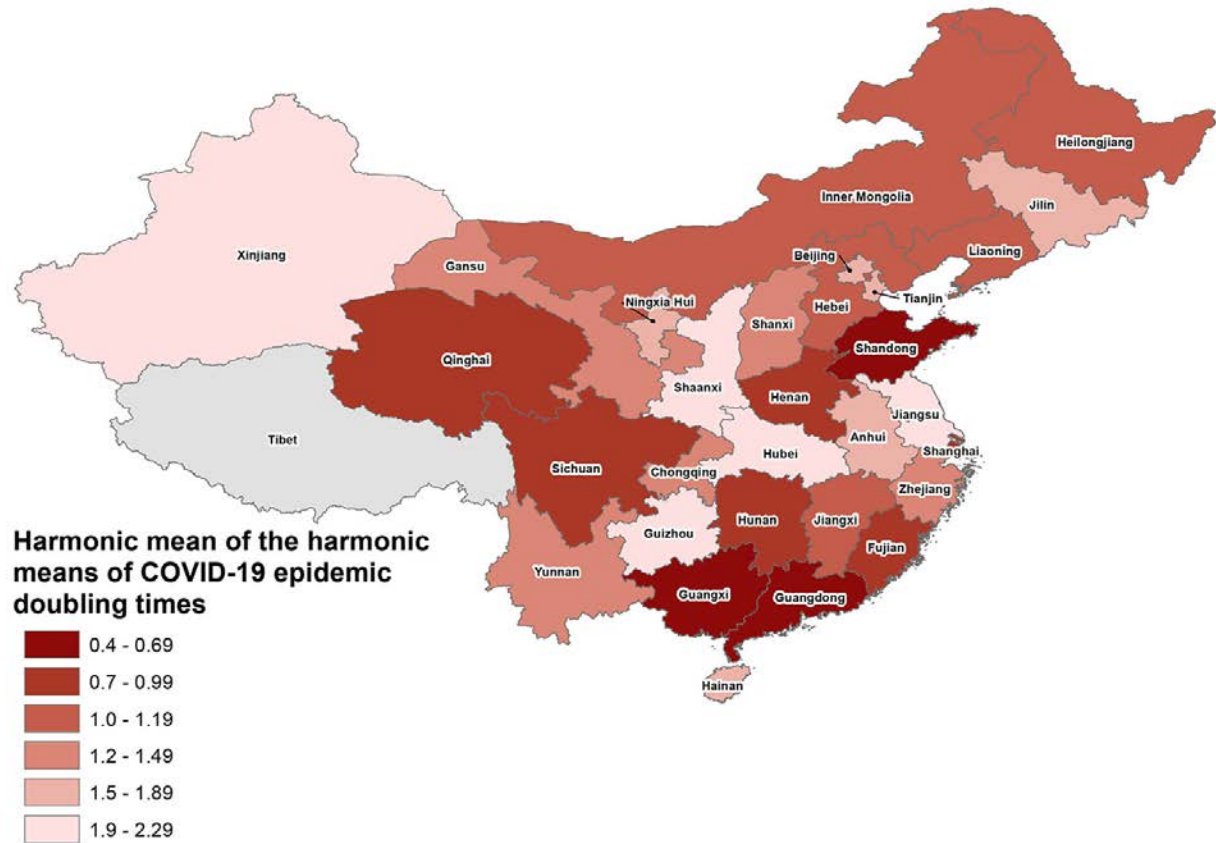 Heilongjiang
Inner Mongolia
Jilin
Xinjiang
Liaoning
Beijing
Gansu
Tianjin
Ningxia Hui
Hebei
Shanxi
Shandong
Qinghai
Shaanxi
Henan
Jiangsu
Tibet
Anhui
Hubei
Shanghai
Sichuan
Chongqing
Zhejiang
Hunan
Jiangxi
Guizhou
Fujian
Yunnan
Guangxi
Guangdong
Hainan
Harmonic mean of the harmonic
means of COVID-19 epidemic
doubling times
0.4 - 0.69
0.7 - 0.99
1.0 - 1.19
1.2 - 1.49
1.5 - 1.89
1.9 - 2.29